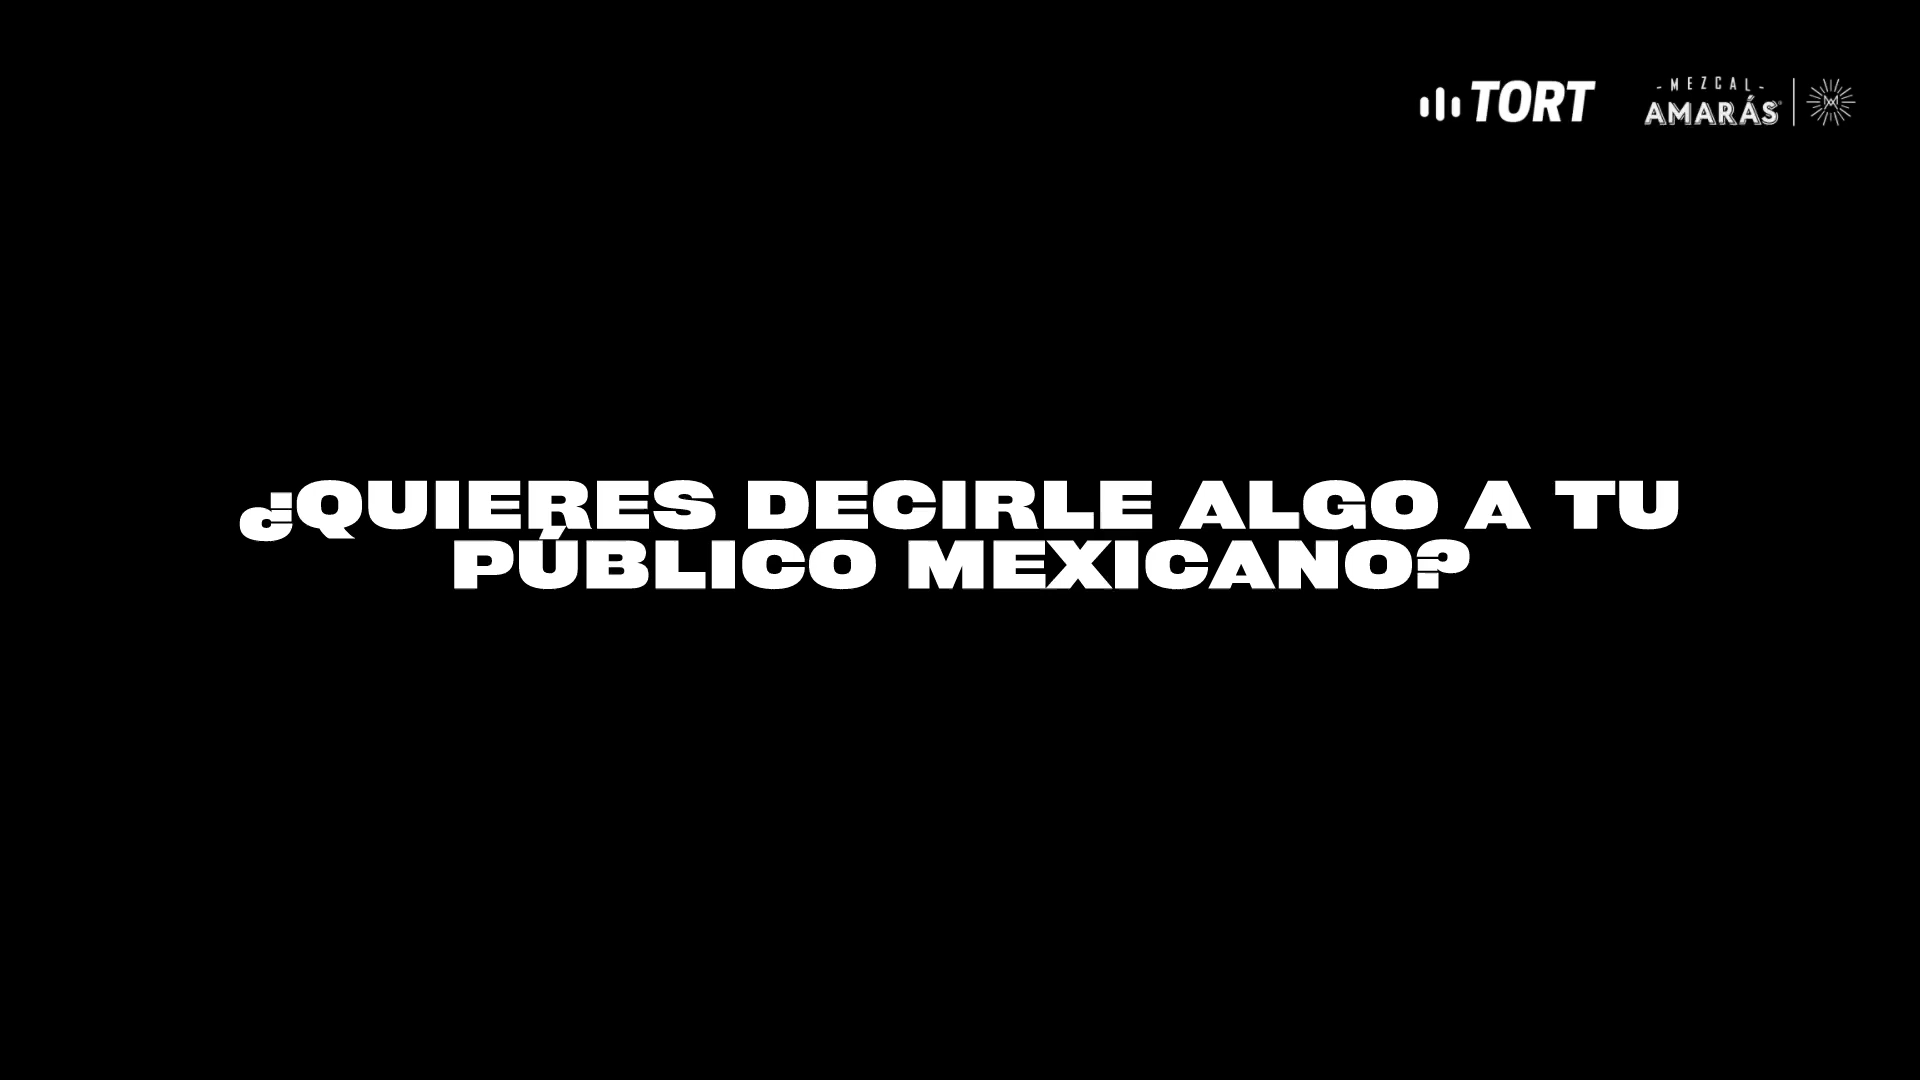 TORT
-MEZCAL-
AMARÁS®
¿QUIERES DECIRLE ALGO A TU
PÚBLICO MEXICANO?